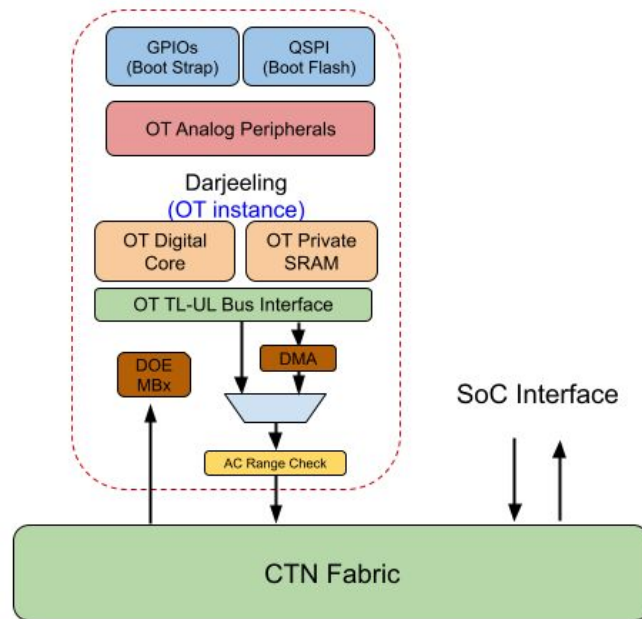 GPIOs
(Boot Strap)
QSPI
(Boot Flash)
OT Analog Peripherals
Darjeeling
(OT instance)
OT Digital
Core
OT Private
SRAM
OT TL-UL Bus Interface
DOE
MBx
DMA
SoC Interface
AC Range Check
CTN Fabric